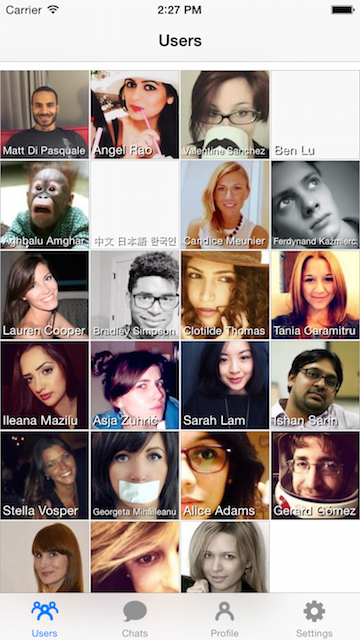 Carrier 2:27 PM
Users
Matt Di Pasquale Angel Rao Valentine Sanchez Ben Lu
Aghbalu Amghar 中文 日本語 한국인 Candice Meunier Ferdynand Kaźmierc
Lauren Cooper Bradley Simpson Clotilde Thomas Tania Garamitru
Ileana Mazilu Asja Zuhrić Sarah Lam Ishan Sarin
Stella Vosper Georgeta Mihăileanu Alice Adams Gerard Gómez
Users Chats Profile Settings